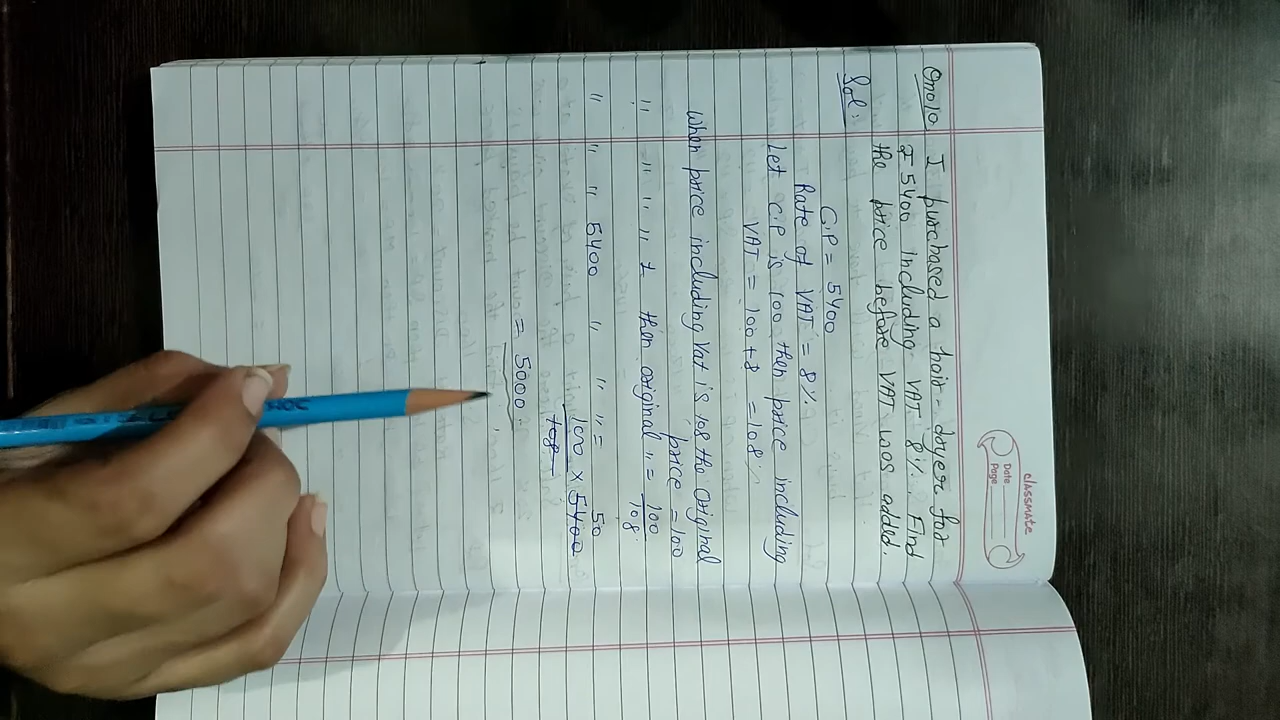 classmate
Date
Page
Qno10. I purchased a hair-dryer for
₹ 5400 including VAT 8%. Find
the price before VAT was added.
Sol:
C.P = 5400
Rate of VAT = 8%
Let C.P is 100 then price including
VAT = 100 + 8 = 108
When price including Vat is 108 the original
price = 100
" " " " 1 then original " = 100/108
" " " 5400 " " " = 100/108 × 5400 50
= 5000.